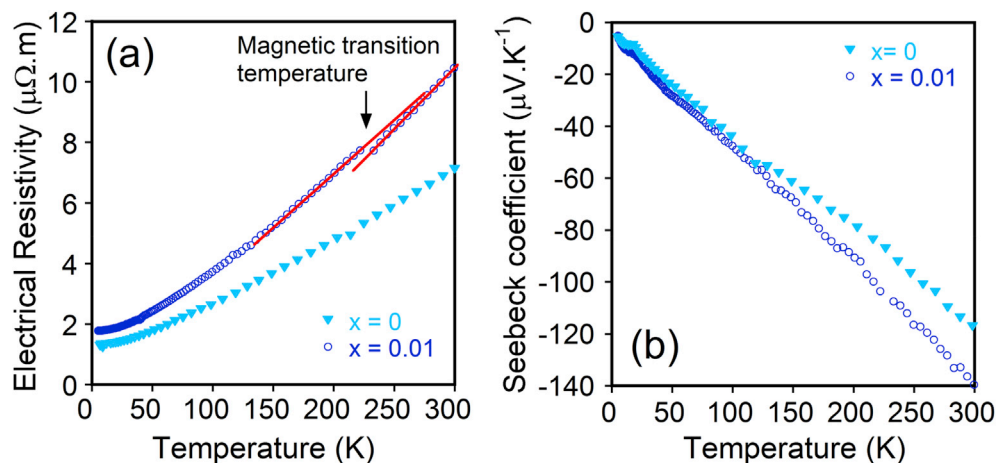 (a)
Magnetic transition
temperature
Electrical Resistivity (μΩ.m)
12
10
8
6
4
2
0
x = 0
x = 0.01
0 50 100 150 200 250 300
Temperature (K)
(b)
Seebeck coefficient (μV.K⁻¹)
0
-20
-40
-60
-80
-100
-120
-140
x= 0
x = 0.01
0 50 100 150 200 250 300
Temperature (K)